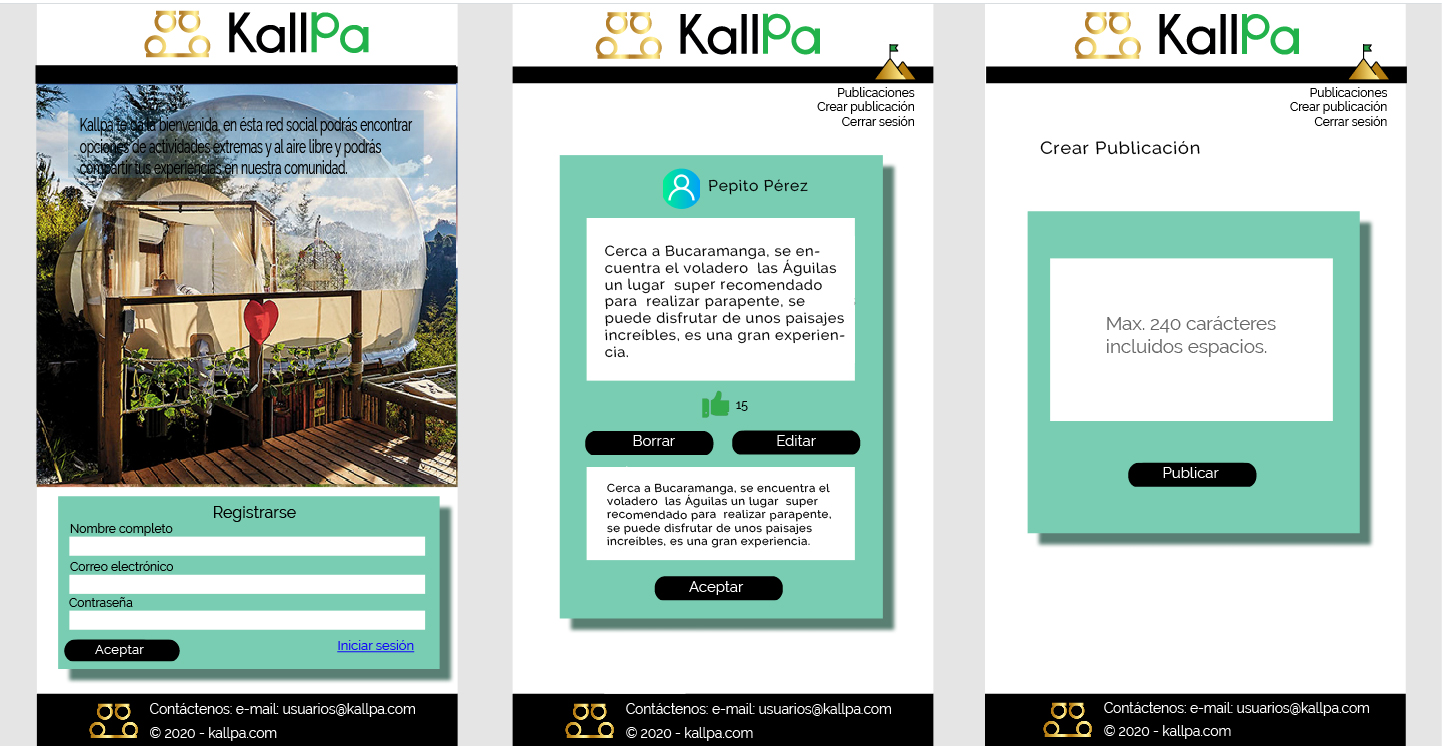 KallPa
Kallpa te da la bienvenida, en ésta red social podrás encontrar
opciones de actividades extremas y al aire libre y podrás
compartir tus experiencias en nuestra comunidad.
Registrarse
Nombre completo
Correo electrónico
Contraseña
Aceptar
Iniciar sesión
Contáctenos: e-mail: usuarios@kallpa.com
© 2020 - kallpa.com
KallPa
Publicaciones
Crear publicación
Cerrar sesión
Pepito Pérez
Cerca a Bucaramanga, se en-
cuentra el voladero las Águilas
un lugar super recomendado
para realizar parapente, se
puede disfrutar de unos paisajes
increíbles, es una gran experien-
cia.
15
Borrar
Editar
Cerca a Bucaramanga, se encuentra el
voladero las Águilas un lugar super
recomendado para realizar parapente,
se puede disfrutar de unos paisajes
increíbles, es una gran experiencia.
Aceptar
Contáctenos: e-mail: usuarios@kallpa.com
© 2020 - kallpa.com
KallPa
Publicaciones
Crear publicación
Cerrar sesión
Crear Publicación
Max. 240 carácteres
incluidos espacios.
Publicar
Contáctenos: e-mail: usuarios@kallpa.com
© 2020 - kallpa.com